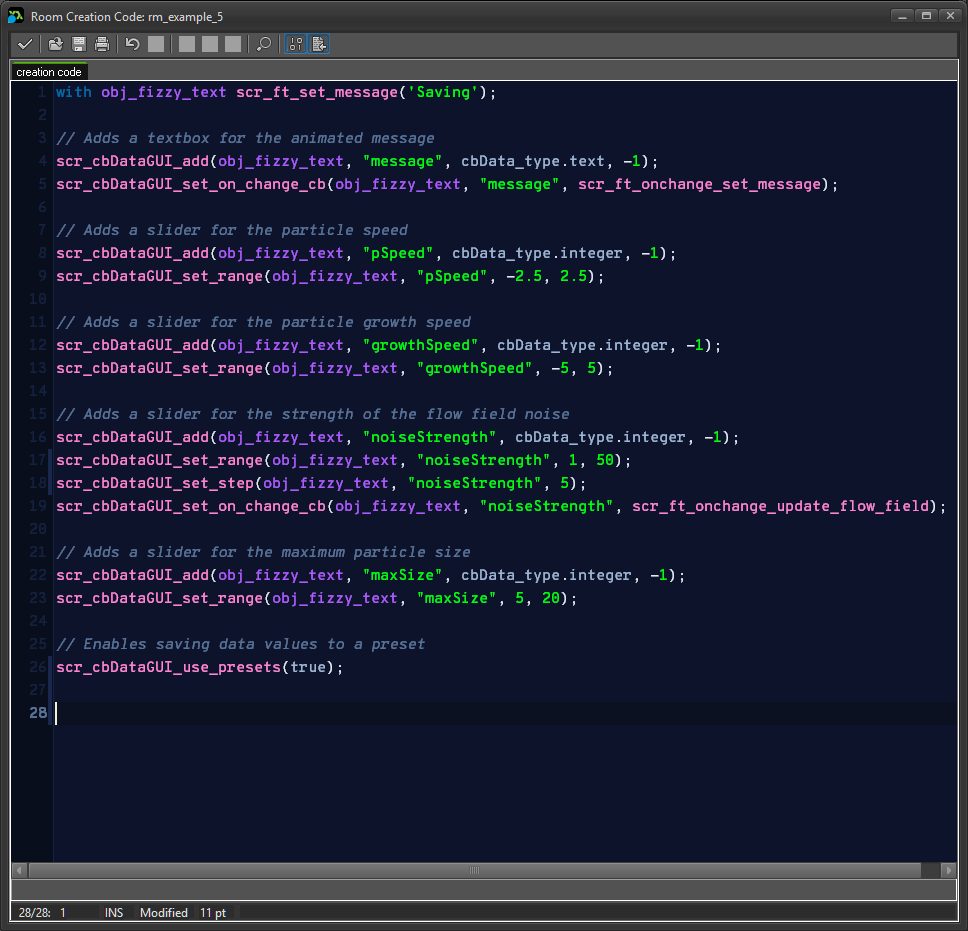 Room Creation Code: rm_example_5
creation code
1 with obj_fizzy_text scr_ft_set_message('Saving');
2
3 // Adds a textbox for the animated message
4 scr_cbDataGUI_add(obj_fizzy_text, "message", cbData_type.text, -1);
5 scr_cbDataGUI_set_on_change_cb(obj_fizzy_text, "message", scr_ft_onchange_set_message);
6
7 // Adds a slider for the particle speed
8 scr_cbDataGUI_add(obj_fizzy_text, "pSpeed", cbData_type.integer, -1);
9 scr_cbDataGUI_set_range(obj_fizzy_text, "pSpeed", -2.5, 2.5);
10
11 // Adds a slider for the particle growth speed
12 scr_cbDataGUI_add(obj_fizzy_text, "growthSpeed", cbData_type.integer, -1);
13 scr_cbDataGUI_set_range(obj_fizzy_text, "growthSpeed", -5, 5);
14
15 // Adds a slider for the strength of the flow field noise
16 scr_cbDataGUI_add(obj_fizzy_text, "noiseStrength", cbData_type.integer, -1);
17 scr_cbDataGUI_set_range(obj_fizzy_text, "noiseStrength", 1, 50);
18 scr_cbDataGUI_set_step(obj_fizzy_text, "noiseStrength", 5);
19 scr_cbDataGUI_set_on_change_cb(obj_fizzy_text, "noiseStrength", scr_ft_onchange_update_flow_field);
20
21 // Adds a slider for the maximum particle size
22 scr_cbDataGUI_add(obj_fizzy_text, "maxSize", cbData_type.integer, -1);
23 scr_cbDataGUI_set_range(obj_fizzy_text, "maxSize", 5, 20);
24
25 // Enables saving data values to a preset
26 scr_cbDataGUI_use_presets(true);
27
28
28/28: 1 INS Modified 11 pt